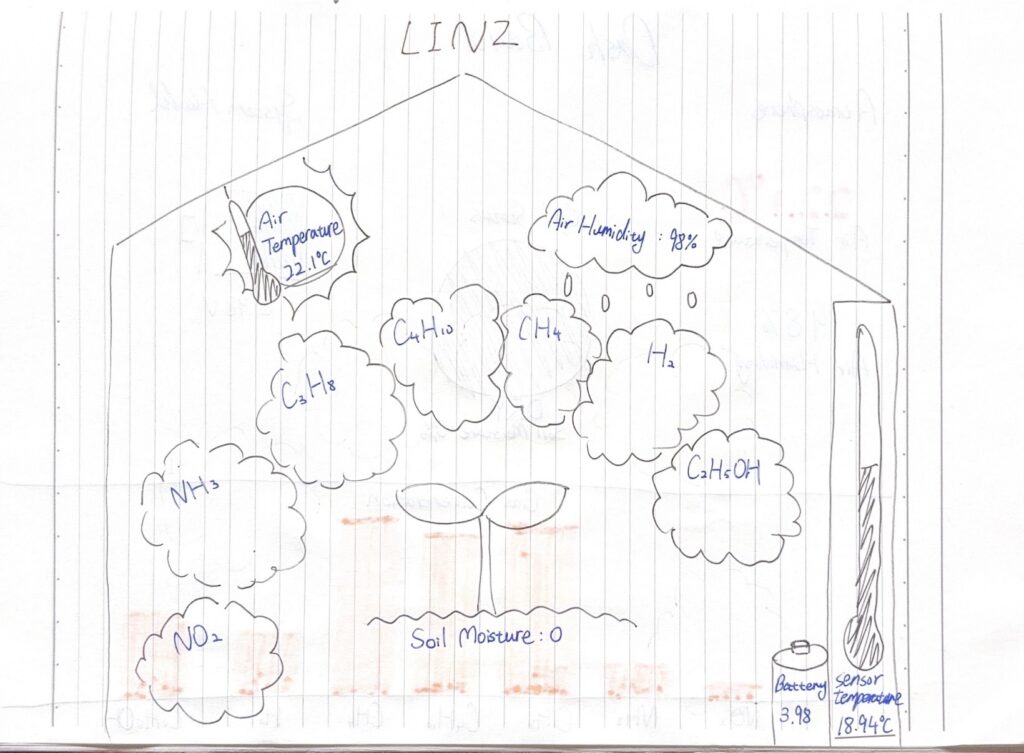 LINZ
Air
Temperature
22.1°C
Air Humidity : 98%
C₄H₁₀
CH₄
H₂
C₃H₈
C₂H₅OH
NH₃
NO₂
Soil Moisture : 0
Battery
3.98
sensor
temperature
18.94°C